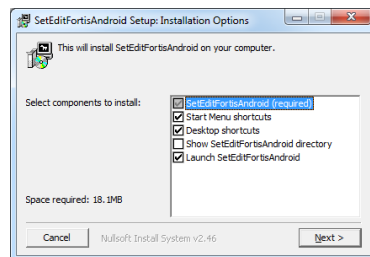 SetEditFortisAndroid Setup: Installation Options
This will install SetEditFortisAndroid on your computer.
Select components to install:
SetEditFortisAndroid (required)
Start Menu shortcuts
Desktop shortcuts
Show SetEditFortisAndroid directory
Launch SetEditFortisAndroid
Space required: 18.1MB
Cancel
Nullsoft Install System v2.46
Next >